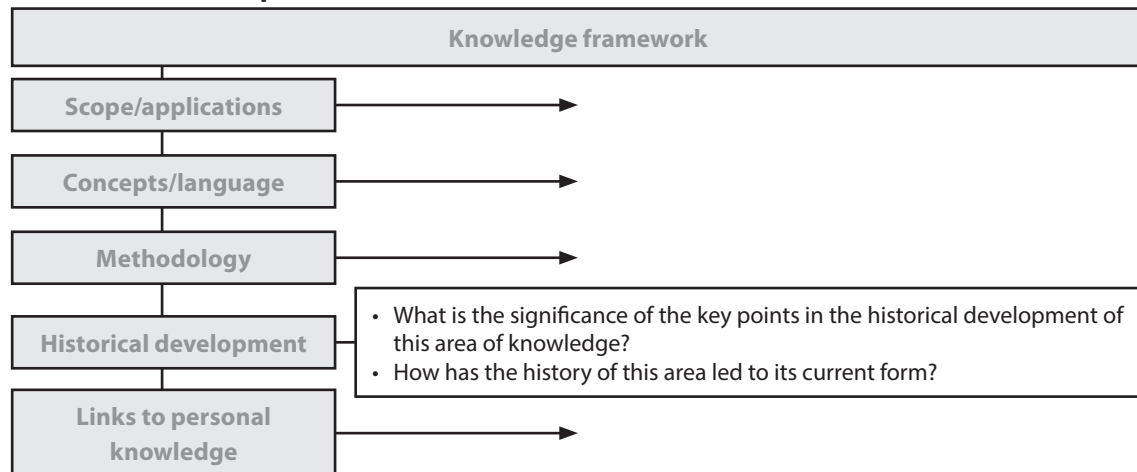 Knowledge framework
Scope/applications
Concepts/language
Methodology
Historical development
• What is the significance of the key points in the historical development of
this area of knowledge?
• How has the history of this area led to its current form?
Links to personal
knowledge